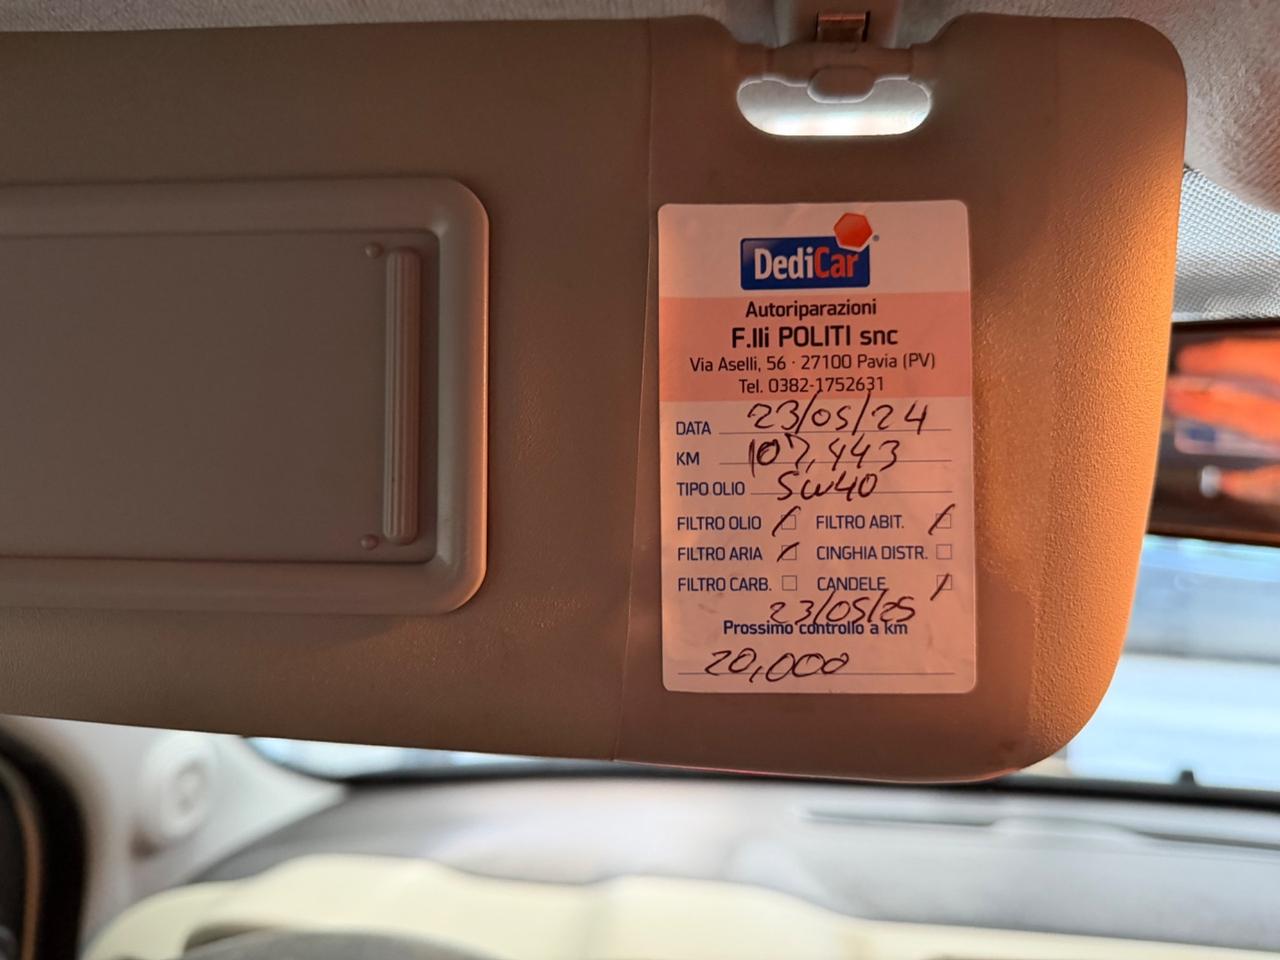 DediCar®
Autoriparazioni
F.lli POLITI snc
Via Aselli, 56 · 27100 Pavia (PV)
Tel. 0382-1752631
DATA 23/05/24
KM 107,443
TIPO OLIO 5W40
FILTRO OLIO FILTRO ABIT.
FILTRO ARIA CINGHIA DISTR.
FILTRO CARB. CANDELE
23/05/25
Prossimo controllo a km
20,000